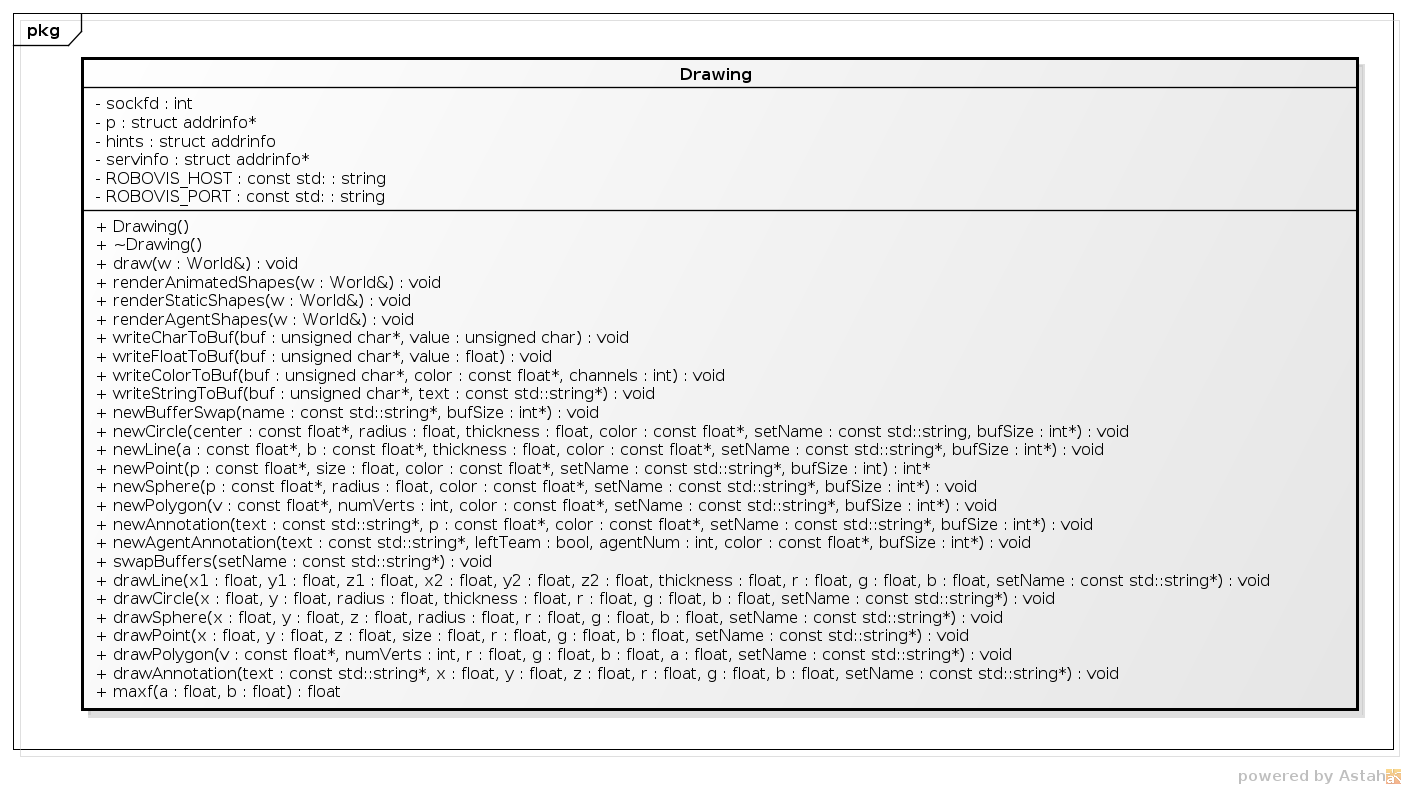 pkg
Drawing
- sockfd : int
- p : struct addrinfo*
- hints : struct addrinfo
- servinfo : struct addrinfo*
- ROBOVIS_HOST : const std: : string
- ROBOVIS_PORT : const std: : string
+ Drawing()
+ ~Drawing()
+ draw(w : World&) : void
+ renderAnimatedShapes(w : World&) : void
+ renderStaticShapes(w : World&) : void
+ renderAgentShapes(w : World&) : void
+ writeCharToBuf(buf : unsigned char*, value : unsigned char) : void
+ writeFloatToBuf(buf : unsigned char*, value : float) : void
+ writeColorToBuf(buf : unsigned char*, color : const float*, channels : int) : void
+ writeStringToBuf(buf : unsigned char*, text : const std::string*) : void
+ newBufferSwap(name : const std::string*, bufSize : int*) : void
+ newCircle(center : const float*, radius : float, thickness : float, color : const float*, setName : const std::string, bufSize : int*) : void
+ newLine(a : const float*, b : const float*, thickness : float, color : const float*, setName : const std::string*, bufSize : int*) : void
+ newPoint(p : const float*, size : float, color : const float*, setName : const std::string*, bufSize : int) : int*
+ newSphere(p : const float*, radius : float, color : const float*, setName : const std::string*, bufSize : int*) : void
+ newPolygon(v : const float*, numVerts : int, color : const float*, setName : const std::string*, bufSize : int*) : void
+ newAnnotation(text : const std::string*, p : const float*, color : const float*, setName : const std::string*, bufSize : int*) : void
+ newAgentAnnotation(text : const std::string*, leftTeam : bool, agentNum : int, color : const float*, bufSize : int*) : void
+ swapBuffers(setName : const std::string*) : void
+ drawLine(x1 : float, y1 : float, z1 : float, x2 : float, y2 : float, z2 : float, thickness : float, r : float, g : float, b : float, setName : const std::string*) : void
+ drawCircle(x : float, y : float, radius : float, thickness : float, r : float, g : float, b : float, setName : const std::string*) : void
+ drawSphere(x : float, y : float, z : float, radius : float, r : float, g : float, b : float, setName : const std::string*) : void
+ drawPoint(x : float, y : float, z : float, size : float, r : float, g : float, b : float, setName : const std::string*) : void
+ drawPolygon(v : const float*, numVerts : int, r : float, g : float, b : float, a : float, setName : const std::string*) : void
+ drawAnnotation(text : const std::string*, x : float, y : float, z : float, r : float, g : float, b : float, setName : const std::string*) : void
+ maxf(a : float, b : float) : float
powered by Astah